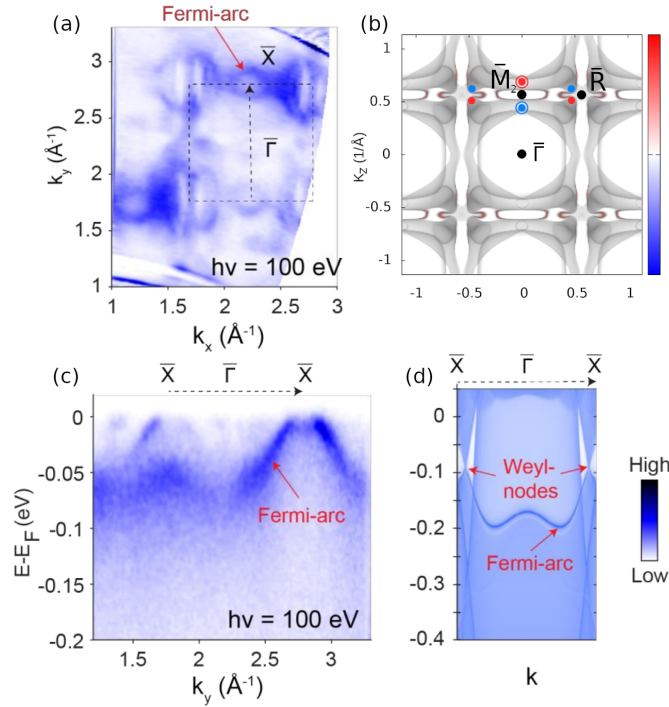 (a)
Fermi-arc
X̅
Γ̅
hν = 100 eV
3
2.5
2
1.5
1
k_y (Å⁻¹)
1 1.5 2 2.5 3
k_x (Å⁻¹)
(b)
M̅₂
R̅
Γ̅
1
0.5
0
-0.5
-1
K_Z (1/Å)
-1 -0.5 0 0.5 1
(c)
X̅ Γ̅ X̅
0
-0.05
-0.1
-0.15
-0.2
E-E_F (eV)
Fermi-arc
hν = 100 eV
1.5 2 2.5 3
k_y (Å⁻¹)
(d)
X̅ Γ̅ X̅
0
-0.1
-0.2
-0.3
-0.4
Weyl-
nodes
Fermi-arc
k
High
Low